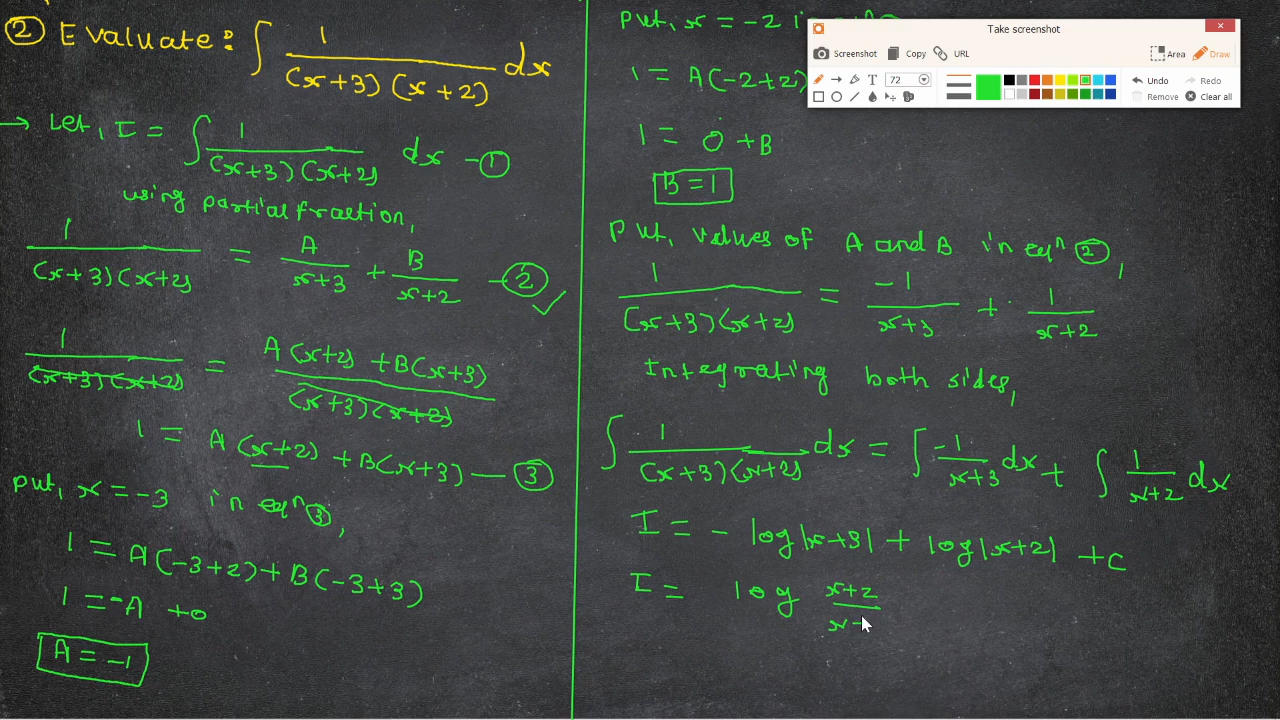 ② Evaluate: ∫ 1/((x+3)(x+2)) dx
→ Let, I = ∫ 1/((x+3)(x+2)) dx -①
using partial fraction,
1/((x+3)(x+2)) = A/(x+3) + B/(x+2) -②
1/((x+3)(x+2)) = (A(x+2) + B(x+3))/((x+3)(x+2))
1 = A(x+2) + B(x+3) — ③
put, x = -3 in eqn ③,
1 = A(-3+2) + B(-3+3)
1 = -A + 0
A = -1
put, x = -2 i
1 = A(-2+2)
1 = 0 + B
B = 1
Put, values of A and B in eqn ②,
1/((x+3)(x+2)) = -1/(x+3) + 1/(x+2)
Integrating both sides,
∫ 1/((x+3)(x+2)) dx = ∫ -1/(x+3) dx + ∫ 1/(x+2) dx
I = - log|x+3| + log|x+2| + c
I = log (x+2)/(x-
Take screenshot
Screenshot Copy URL Area Draw
T 72 Undo Redo
Remove Clear all